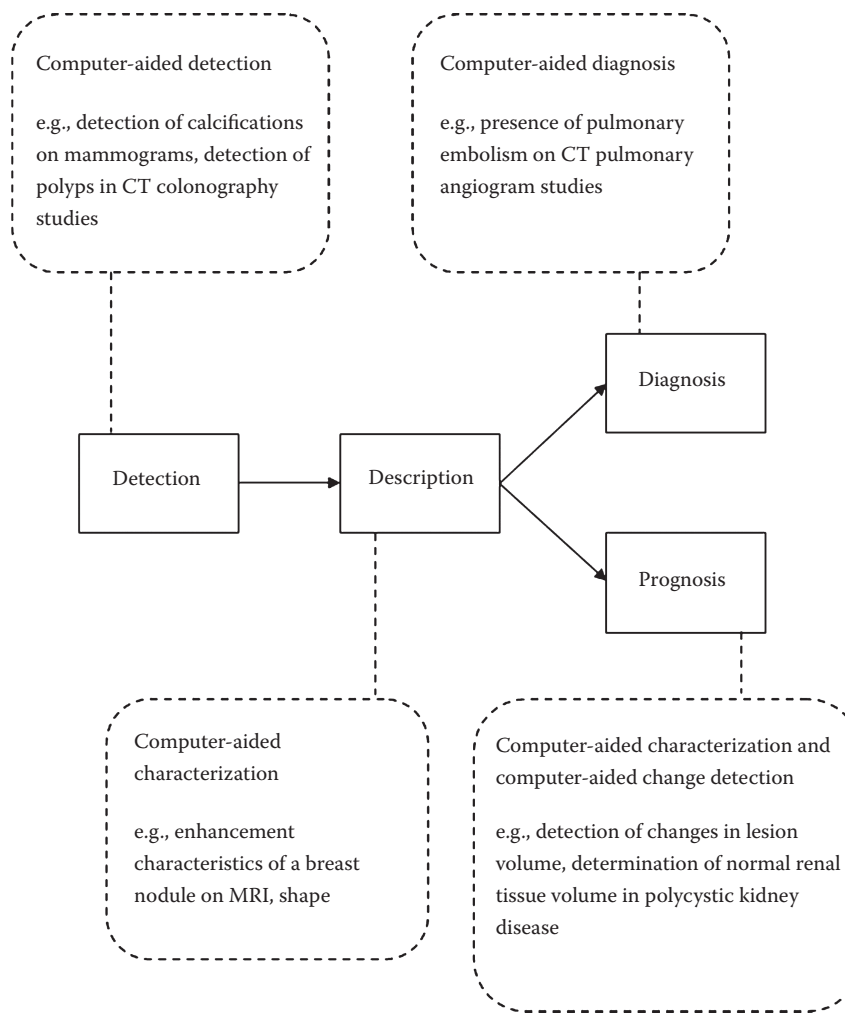 Computer-aided detection
e.g., detection of calcifications
on mammograms, detection of
polyps in CT colonography
studies
Computer-aided diagnosis
e.g., presence of pulmonary
embolism on CT pulmonary
angiogram studies
Diagnosis
Detection
Description
Prognosis
Computer-aided
characterization
e.g., enhancement
characteristics of a breast
nodule on MRI, shape
Computer-aided characterization and
computer-aided change detection
e.g., detection of changes in lesion
volume, determination of normal renal
tissue volume in polycystic kidney
disease